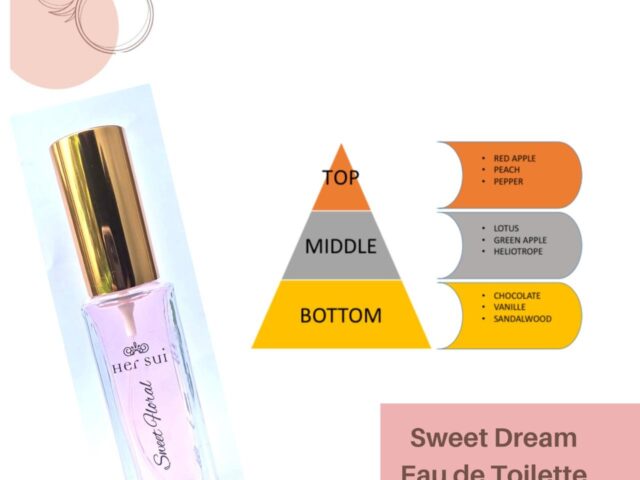 TOP
MIDDLE
BOTTOM
• RED APPLE
• PEACH
• PEPPER
• LOTUS
• GREEN APPLE
• HELIOTROPE
• CHOCOLATE
• VANILLE
• SANDALWOOD
Her Sui
Sweet Floral
Sweet Dream
Eau de Toilette